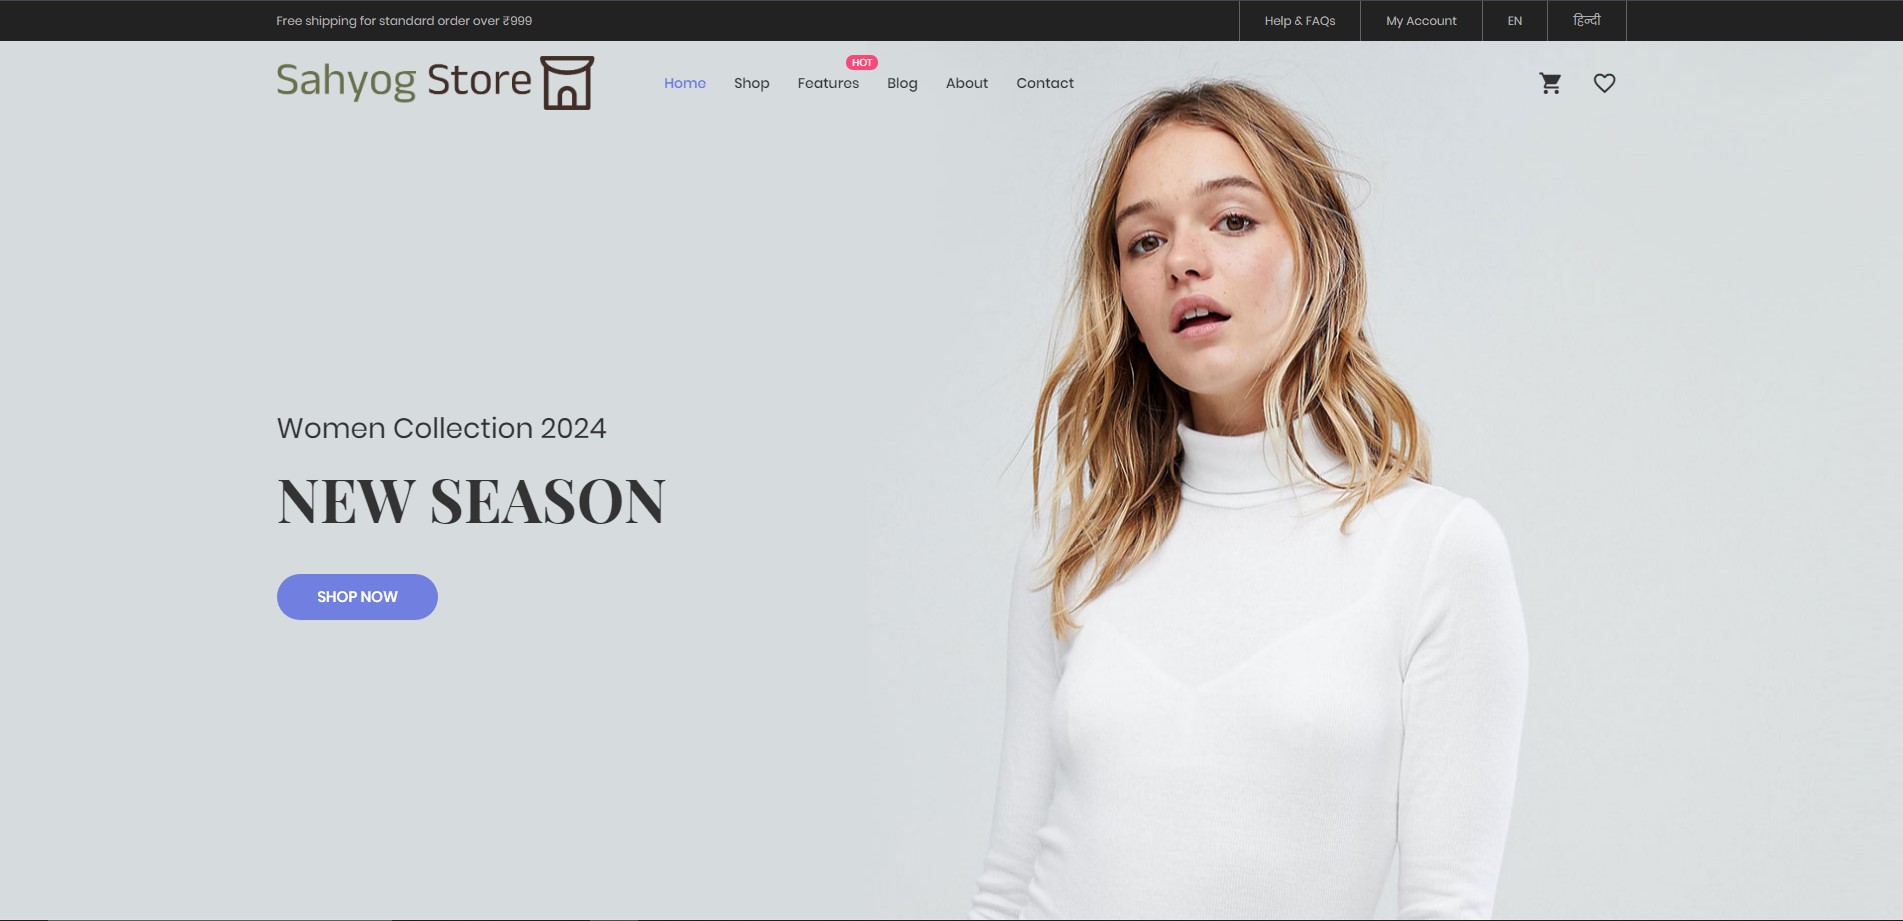 Free shipping for standard order over ₹999
Help & FAQs
My Account
EN
हिन्दी
Sahyog Store
Home
Shop
Features
HOT
Blog
About
Contact
Women Collection 2024
NEW SEASON
SHOP NOW